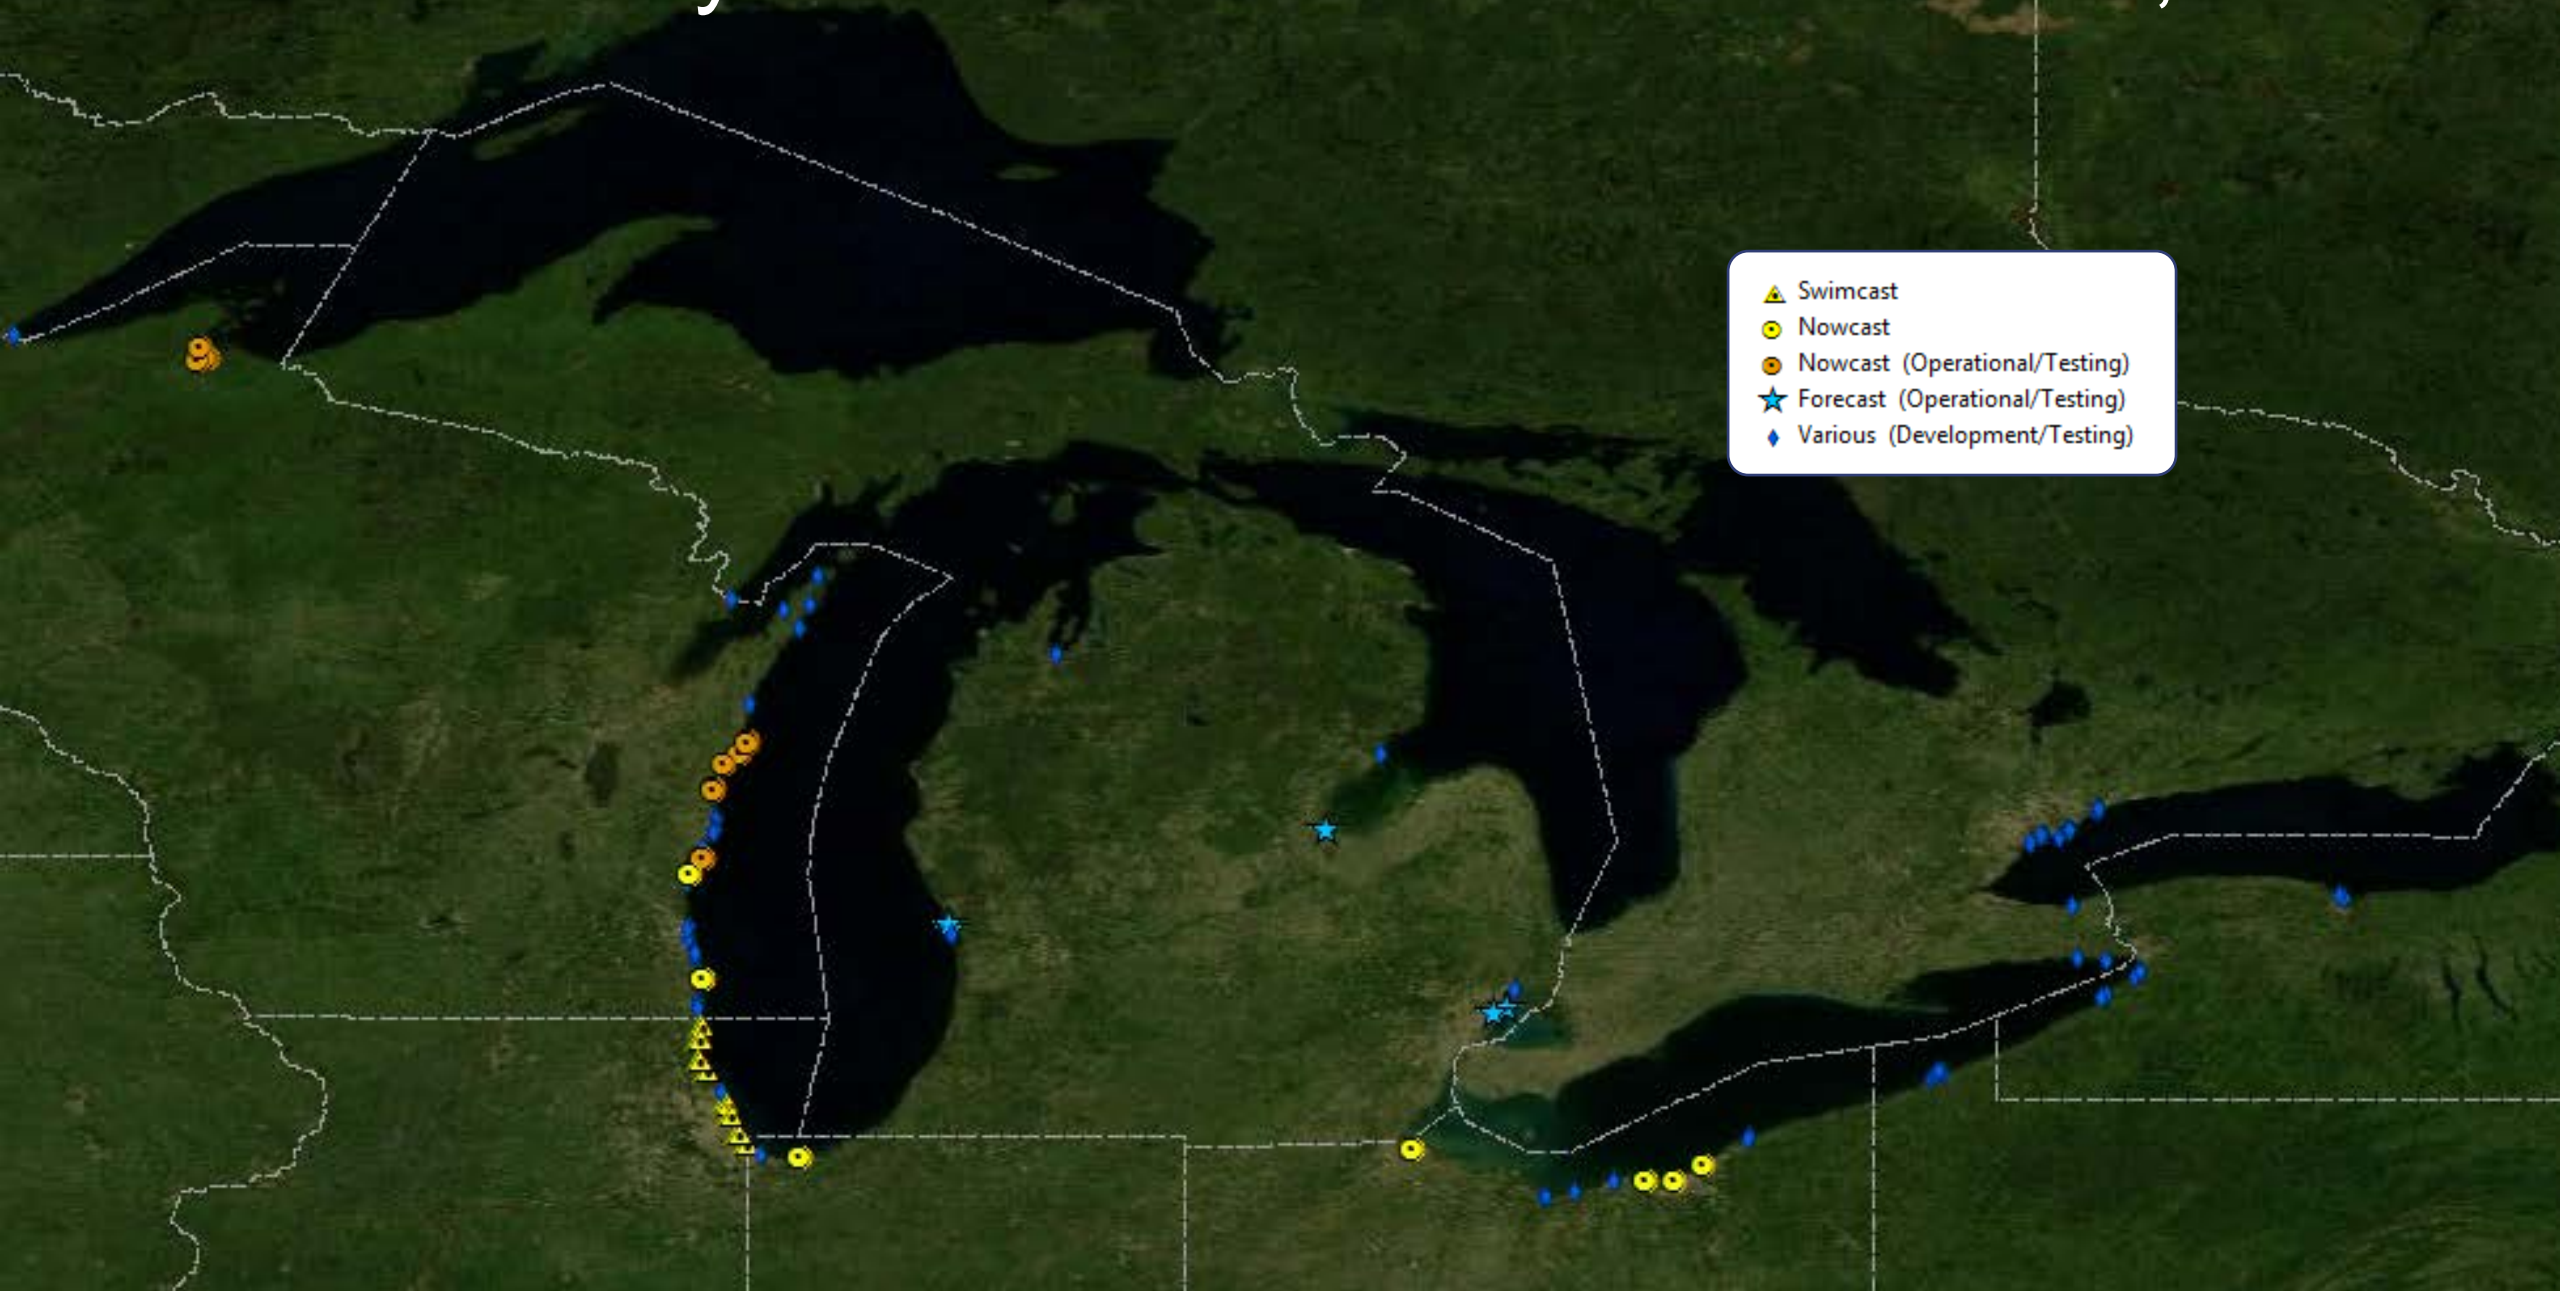 Swimcast
Nowcast
Nowcast (Operational/Testing)
Forecast (Operational/Testing)
Various (Development/Testing)